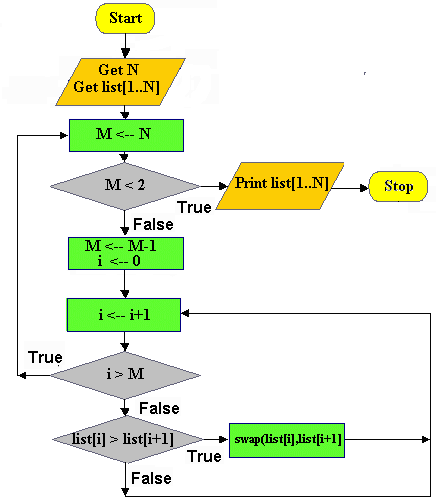 Start
Get N
Get list[1..N]
M <-- N
M < 2
True
Print list[1..N]
Stop
False
M <-- M-1
i <-- 0
i <-- i+1
True
i > M
False
list[i] > list[i+1]
True
swap(list[i],list[i+1]
False